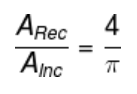 A_Rec / A_Inc = 4 / π